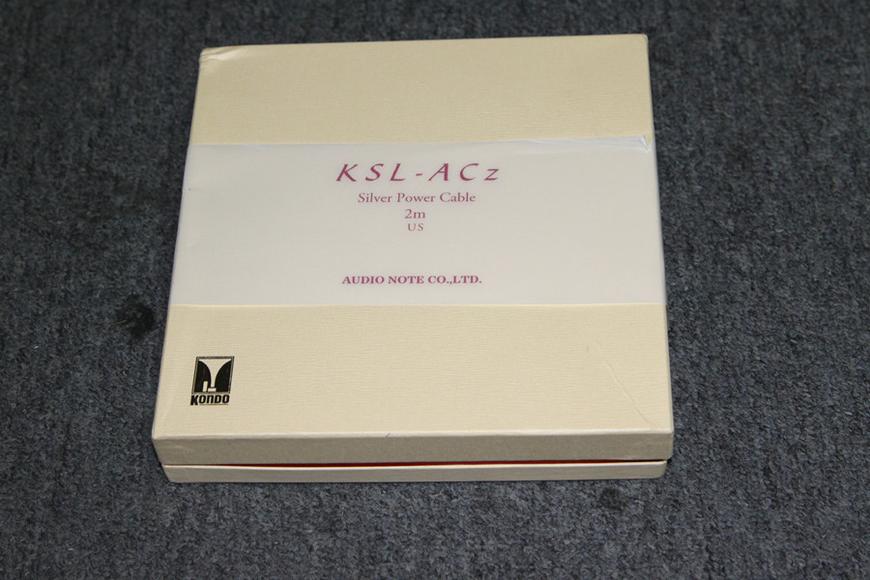 KSL-ACz
Silver Power Cable
2m
US
AUDIO NOTE CO.,LTD.
KONDO